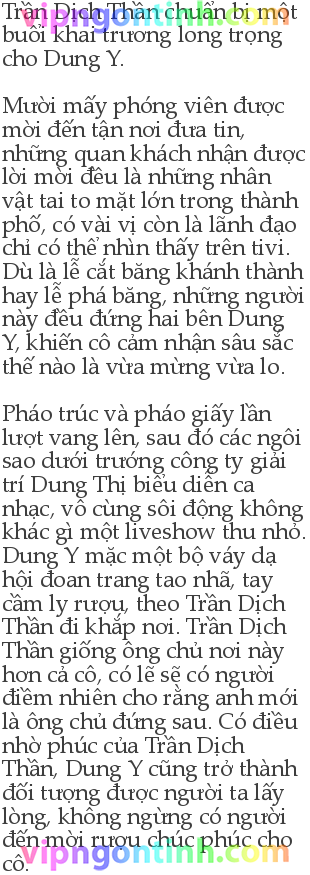 Trần Dịch Thần chuẩn bị một
buổi khai trương long trọng
cho Dung Y.
Mười mấy phóng viên được
mời đến tận nơi đưa tin,
những quan khách nhận được
lời mời đều là những nhân
vật tai to mặt lớn trong thành
phố, có vài vị còn là lãnh đạo
chỉ có thể nhìn thấy trên tivi.
Dù là lễ cắt băng khánh thành
hay lễ phá băng, những người
này đều đứng hai bên Dung
Y, khiến cô cảm nhận sâu sắc
thế nào là vừa mừng vừa lo.
Pháo trúc và pháo giấy lần
lượt vang lên, sau đó các ngôi
sao dưới trướng công ty giải
trí Dung Thị biểu diễn ca
nhạc, vô cùng sôi động không
khác gì một liveshow thu nhỏ.
Dung Y mặc một bộ váy dạ
hội đoan trang tao nhã, tay
cầm ly rượu, theo Trần Dịch
Thần đi khắp nơi. Trần Dịch
Thần giống ông chủ nơi này
hơn cả cô, có lẽ sẽ có người
điềm nhiên cho rằng anh mới
là ông chủ đứng sau. Có điều
nhờ phúc của Trần Dịch
Thần, Dung Y cũng trở thành
đối tượng được người ta lấy
lòng, không ngừng có người
đến mời rượu chúc phúc cho
cô.
vipngontinh.com
vipngontinh.com